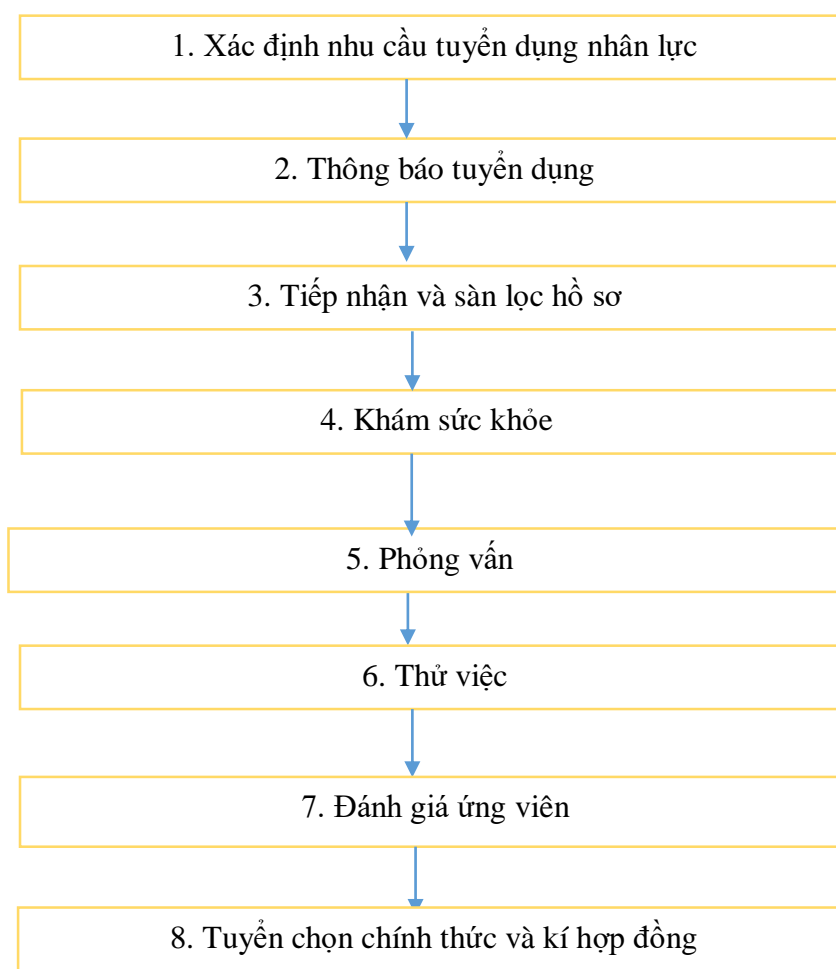 1. Xác định nhu cầu tuyển dụng nhân lực
2. Thông báo tuyển dụng
3. Tiếp nhận và sàn lọc hồ sơ
4. Khám sức khỏe
5. Phỏng vấn
6. Thử việc
7. Đánh giá ứng viên
8. Tuyển chọn chính thức và kí hợp đồng